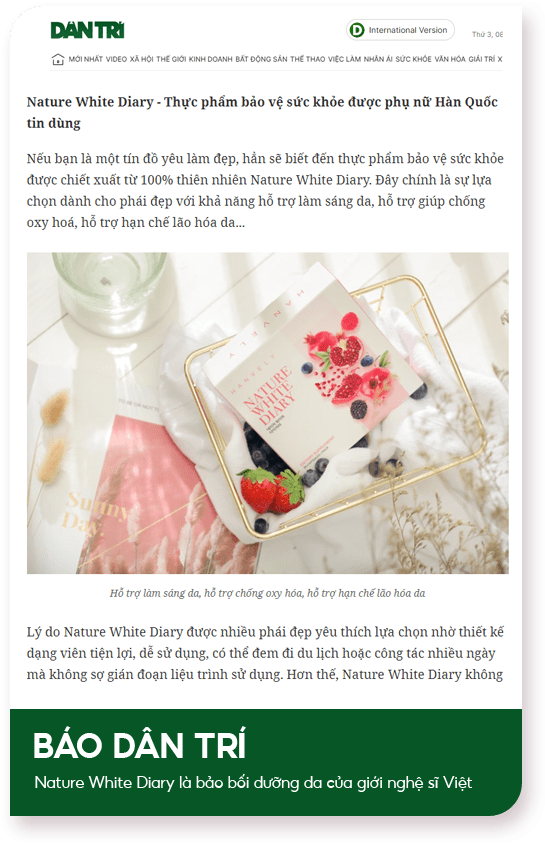 DÂN TRÍ
D International Version
Thứ 3, 08
MỚI NHẤT VIDEO XÃ HỘI THẾ GIỚI KINH DOANH BẤT ĐỘNG SẢN THỂ THAO VIỆC LÀM NHÂN ÁI SỨC KHỎE VĂN HÓA GIẢI TRÍ X
Nature White Diary - Thực phẩm bảo vệ sức khỏe được phụ nữ Hàn Quốc
tin dùng
Nếu bạn là một tín đồ yêu làm đẹp, hẳn sẽ biết đến thực phẩm bảo vệ sức khỏe
được chiết xuất từ 100% thiên nhiên Nature White Diary. Đây chính là sự lựa
chọn dành cho phái đẹp với khả năng hỗ trợ làm sáng da, hỗ trợ giúp chống
oxy hoá, hỗ trợ hạn chế lão hóa da...
HANBELA
NATURE
WHITE
DIARY
Sunny
Day.
Hỗ trợ làm sáng da, hỗ trợ chống oxy hóa, hỗ trợ hạn chế lão hóa da
Lý do Nature White Diary được nhiều phái đẹp yêu thích lựa chọn nhờ thiết kế
dạng viên tiện lợi, dễ sử dụng, có thể đem đi du lịch hoặc công tác nhiều ngày
mà không sợ gián đoạn liệu trình sử dụng. Hơn thế, Nature White Diary không
BÁO DÂN TRÍ
Nature White Diary là bảo bối dưỡng da của giới nghệ sĩ Việt